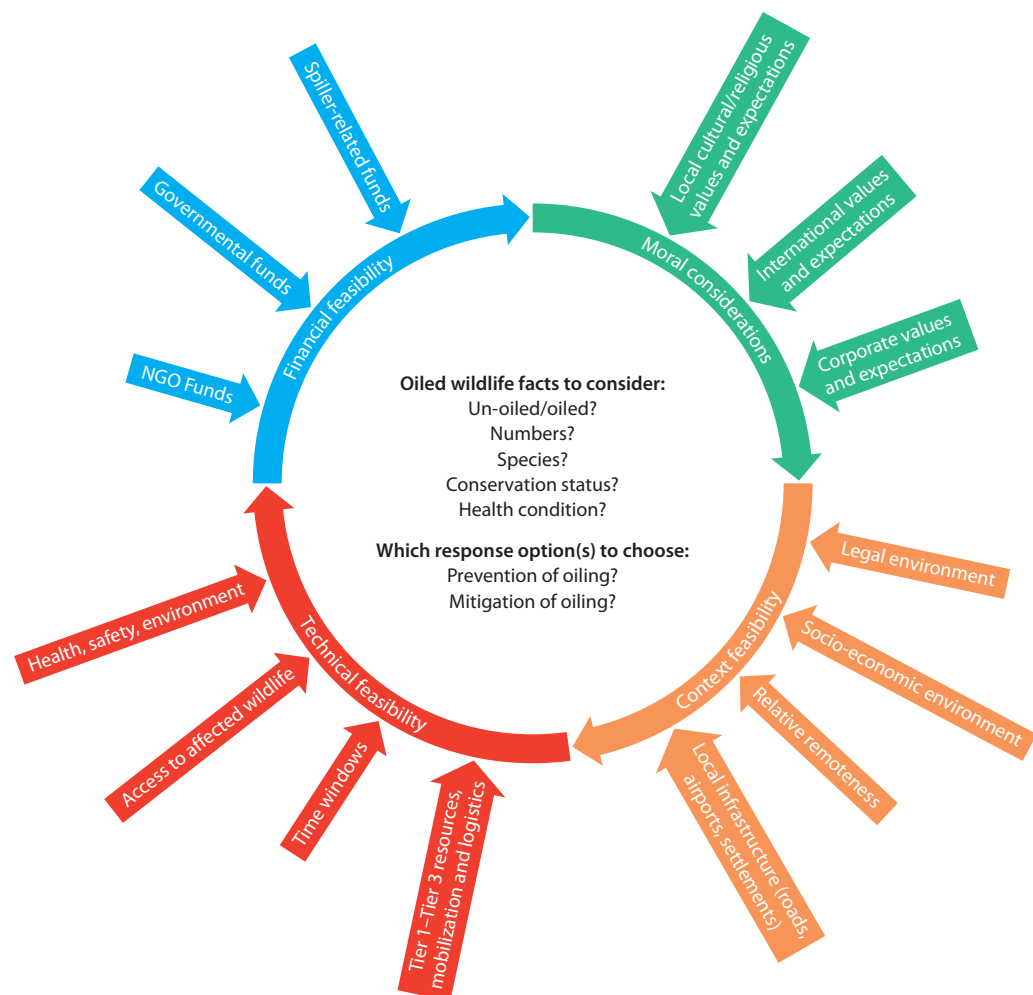 Spiller-related funds
Governmental funds
NGO Funds
Financial feasibility
Local cultural/religious
values and expectations
International values
and expectations
Corporate values
and expectations
Moral considerations
Oiled wildlife facts to consider:
Un-oiled/oiled?
Numbers?
Species?
Conservation status?
Health condition?
Which response option(s) to choose:
Prevention of oiling?
Mitigation of oiling?
Legal environment
Socio-economic environment
Relative remoteness
Local infrastructure (roads,
airports, settlements)
Context feasibility
Technical feasibility
Health, safety, environment
Access to affected wildlife
Time windows
Tier 1–Tier 3 resources,
mobilization and logistics